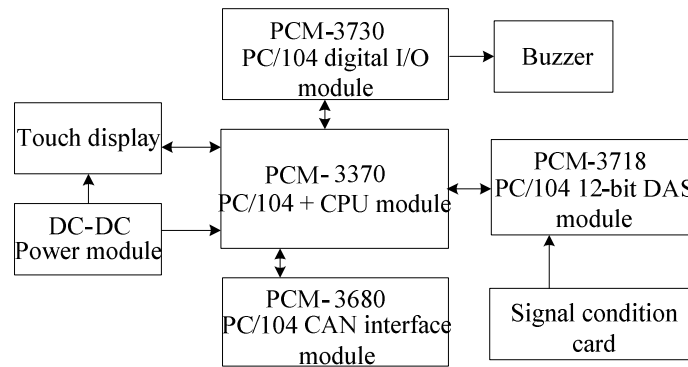 PCM-3730
PC/104 digital I/O
module
Buzzer
Touch display
PCM-3370
PC/104 + CPU module
PCM-3718
PC/104 12-bit DAS
module
DC-DC
Power module
PCM-3680
PC/104 CAN interface
module
Signal condition
card